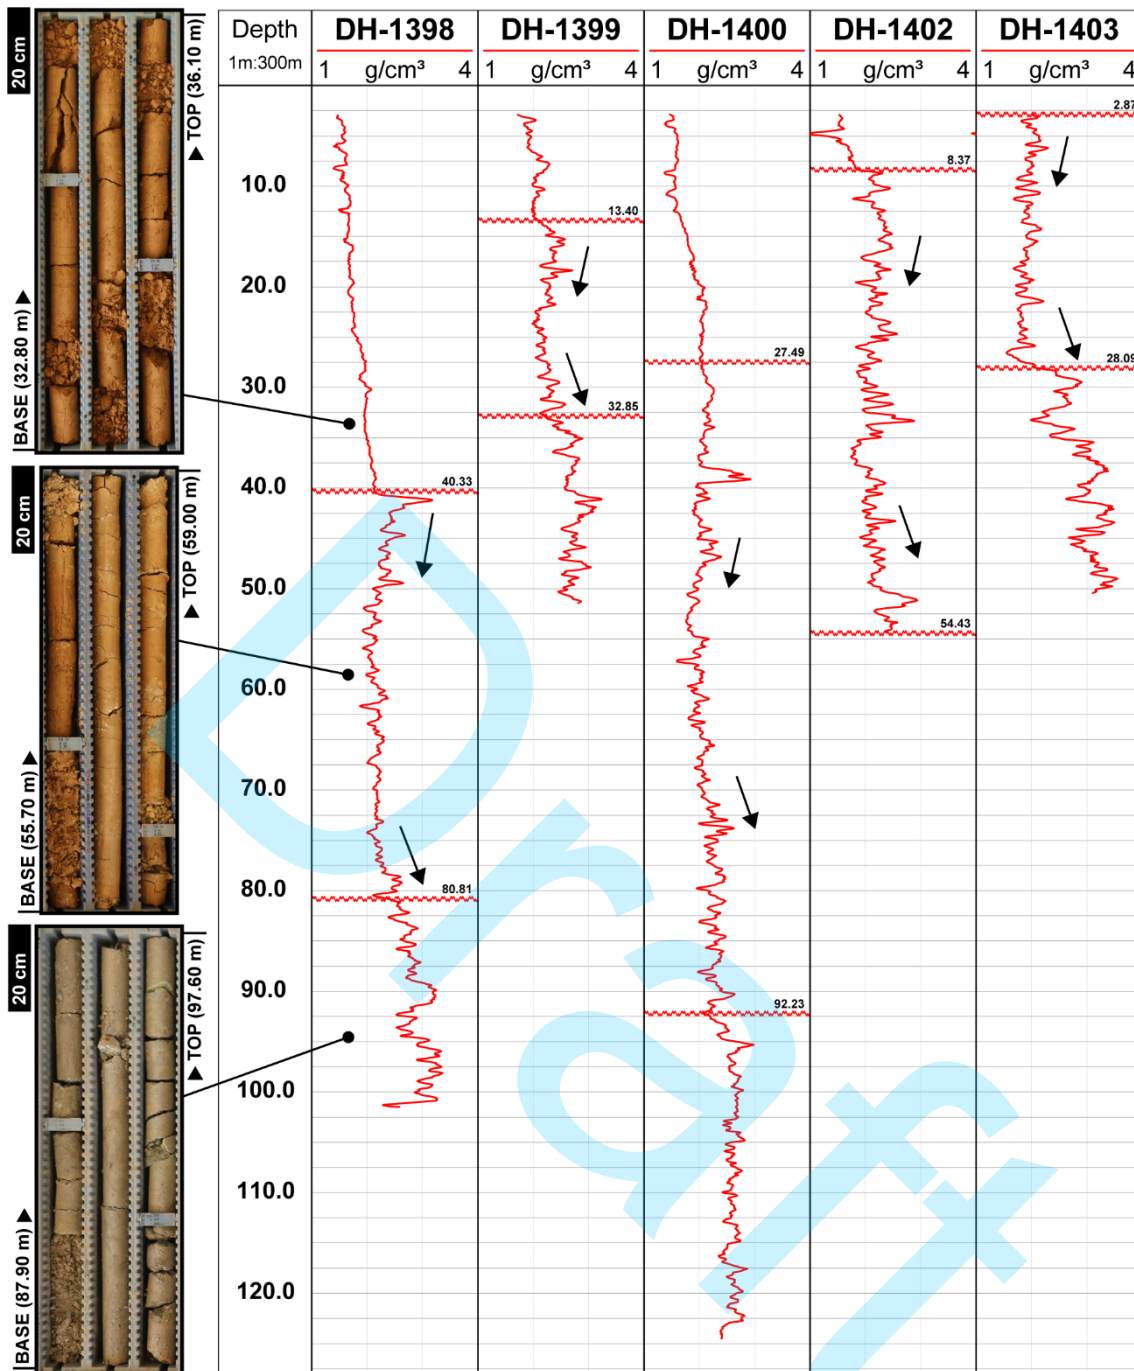 20 cm
TOP (36.10 m)
BASE (32.80 m)
20 cm
TOP (59.00 m)
BASE (55.70 m)
20 cm
TOP (97.60 m)
BASE (87.90 m)
Depth
1m:300m
DH-1398
1 g/cm³ 4
DH-1399
1 g/cm³ 4
DH-1400
1 g/cm³ 4
DH-1402
1 g/cm³ 4
DH-1403
1 g/cm³ 4
10.0
20.0
30.0
40.0
50.0
60.0
70.0
80.0
90.0
100.0
110.0
120.0
40.33
80.81
13.40
32.85
27.49
92.23
8.37
54.43
2.87
28.09
Draft